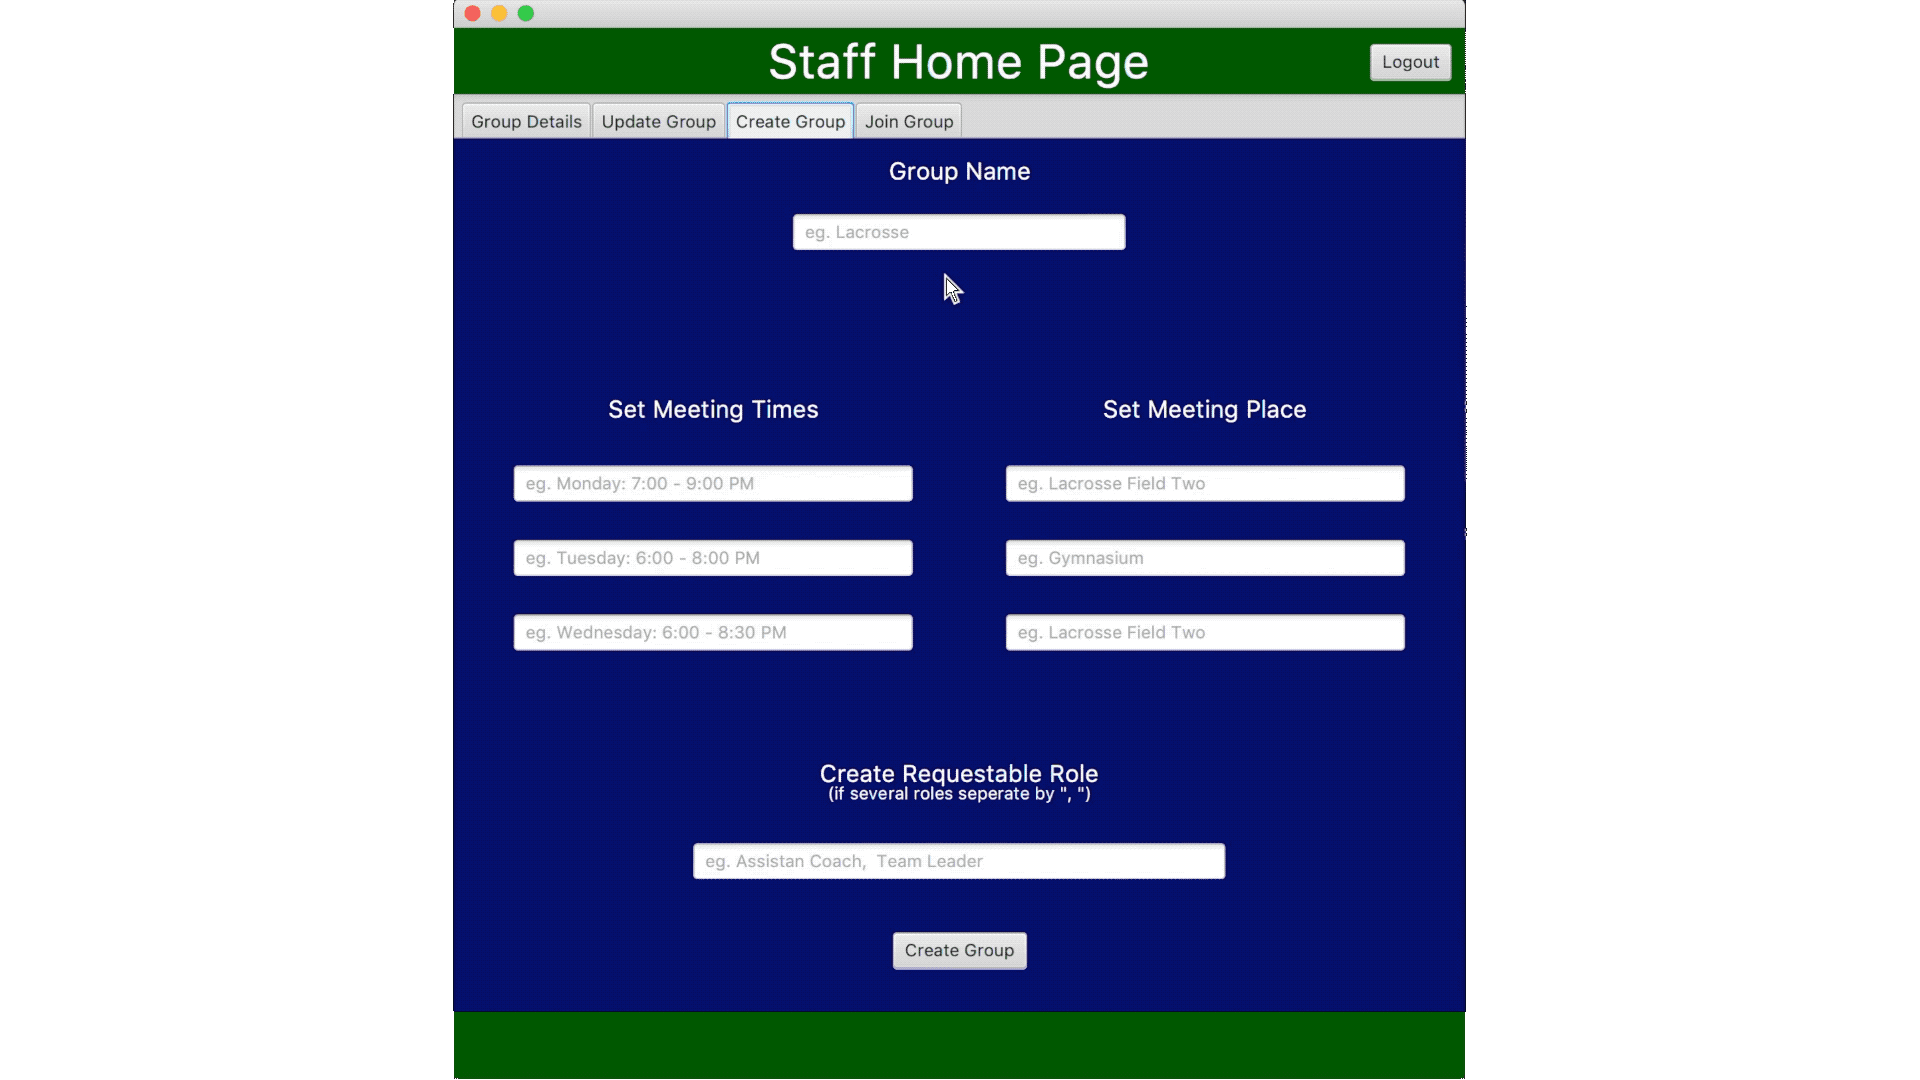 Staff Home Page
Logout
Group Details
Update Group
Create Group
Join Group
Group Name
eg. Lacrosse
Set Meeting Times
Set Meeting Place
eg. Monday: 7:00 - 9:00 PM
eg. Lacrosse Field Two
eg. Tuesday: 6:00 - 8:00 PM
eg. Gymnasium
eg. Wednesday: 6:00 - 8:30 PM
eg. Lacrosse Field Two
Create Requestable Role
(if several roles seperate by ", ")
eg. Assistan Coach,  Team Leader
Create Group